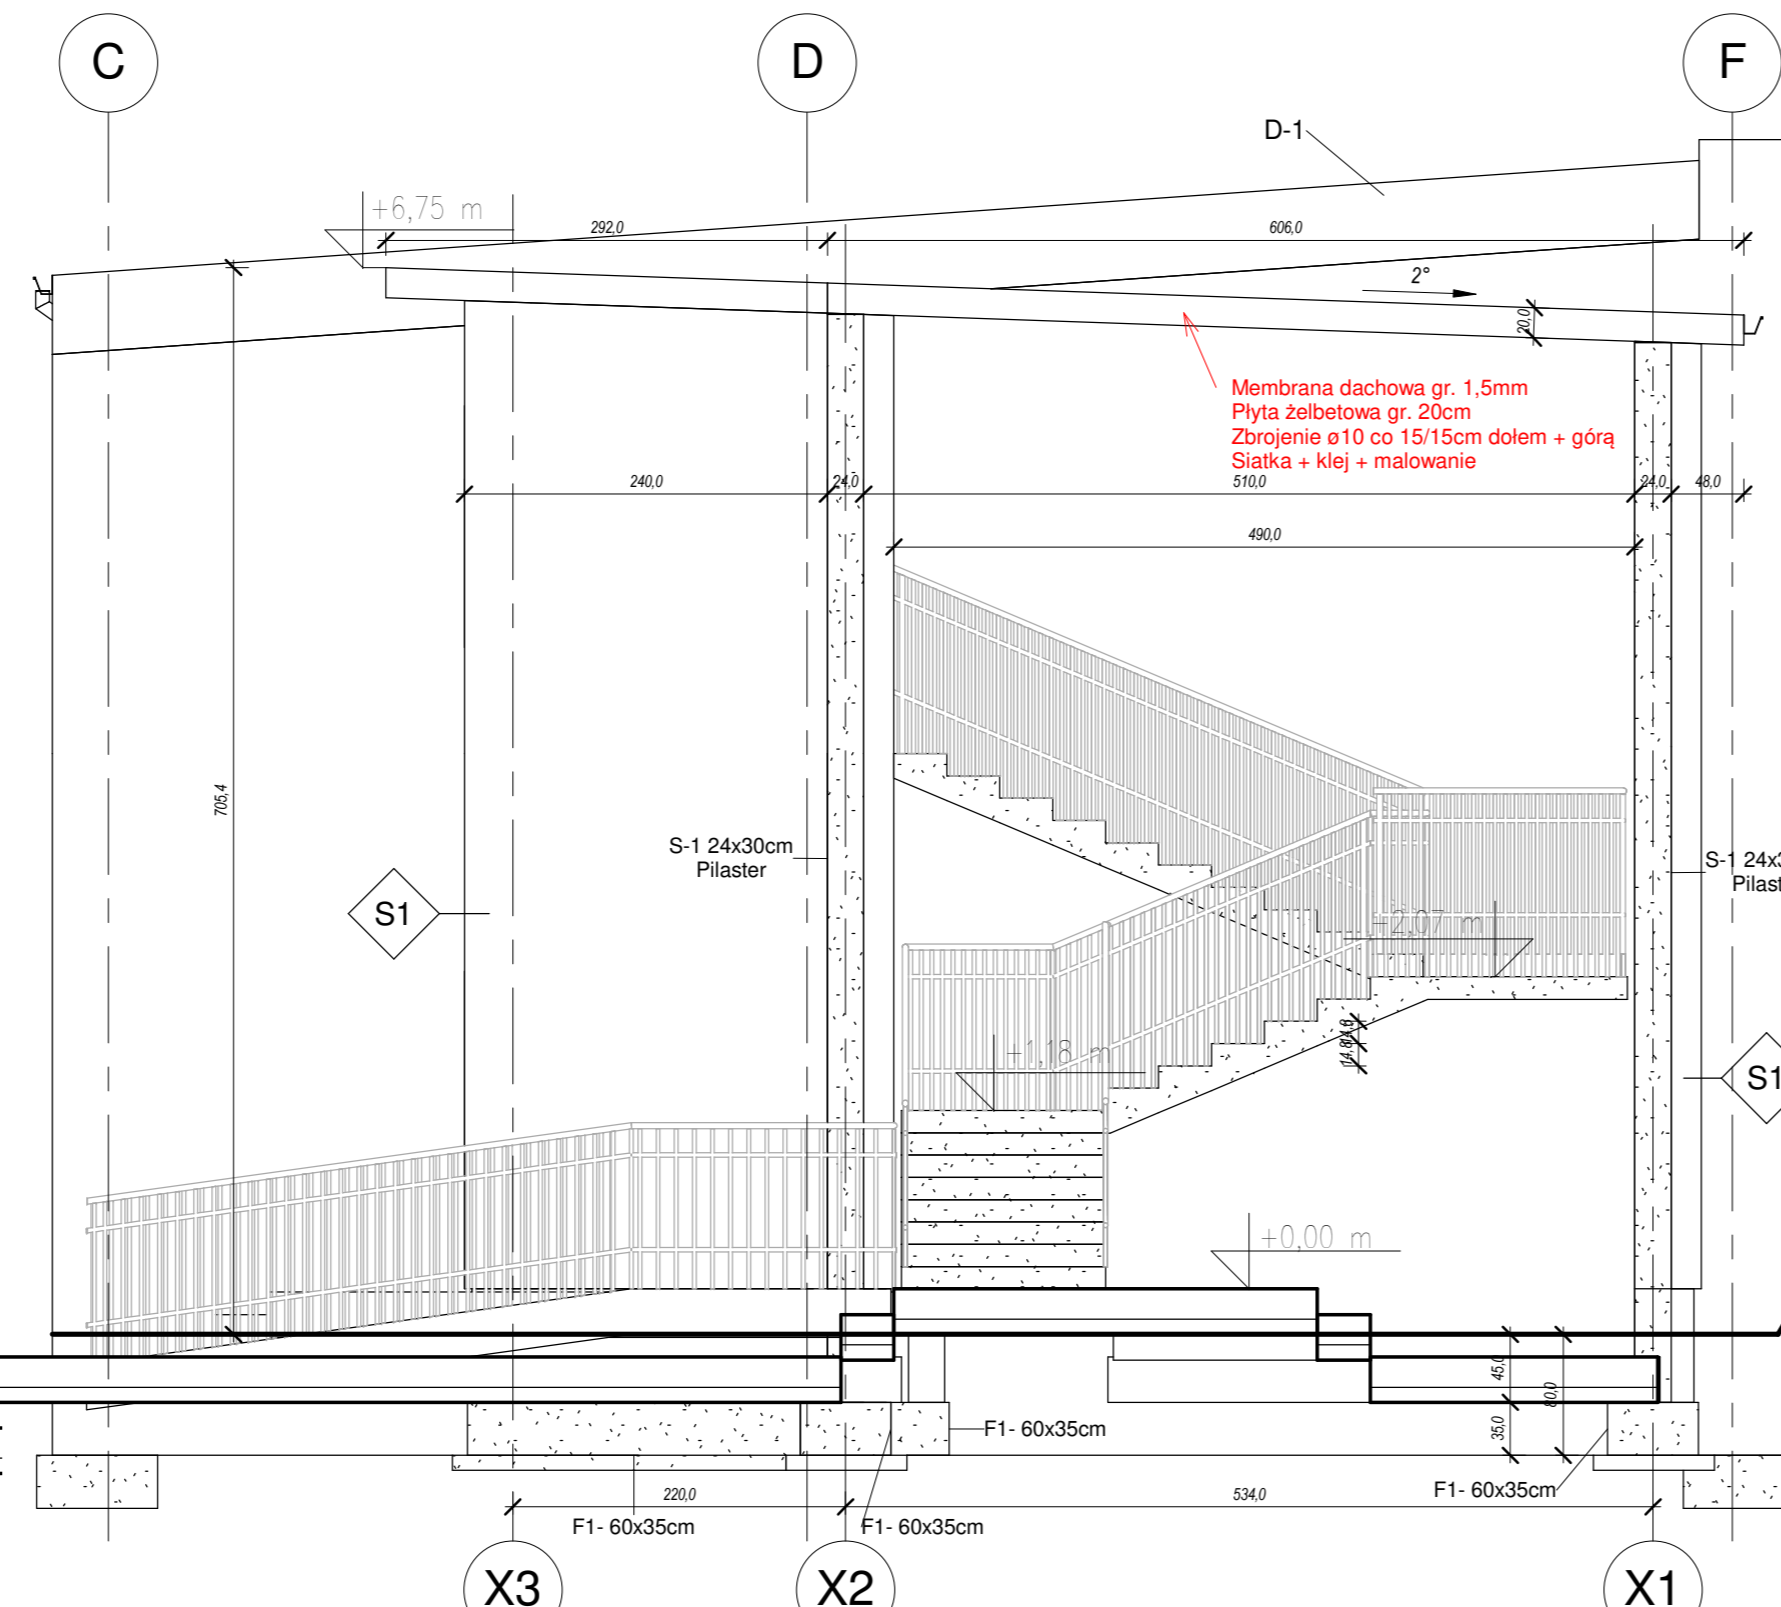 C
D
F
D-1
+6,75 m
292,0
606,0
2°
20,0
Membrana dachowa gr. 1,5mm
Płyta żelbetowa gr. 20cm
Zbrojenie ø10 co 15/15cm dołem + górą
Siatka + klej + malowanie
240,0
24,0
510,0
24,0
48,0
490,0
705,4
S-1 24x30cm
Pilaster
S-1 24x3
Pilast
S1
+2,07 m
+1,18 m
S1
+0,00 m
45,0
80,0
35,0
F1- 60x35cm
F1- 60x35cm
220,0
534,0
F1- 60x35cm
F1- 60x35cm
X3
X2
X1